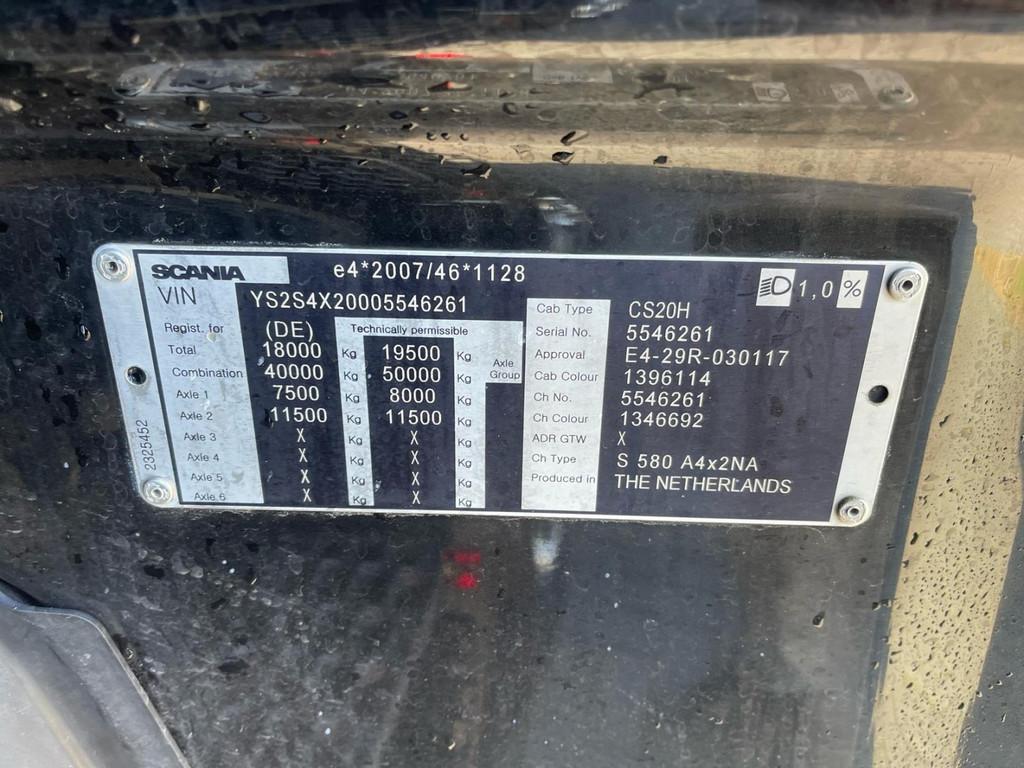 SCANIA e4*2007/46*1128 1,0 %
VIN YS2S4X20005546261
Regist. for (DE) Technically permissible
Total 18000 Kg 19500 Kg Axle Group
Combination 40000 Kg 50000 Kg
Axle 1 7500 Kg 8000 Kg
Axle 2 11500 Kg 11500 Kg
Axle 3 X Kg X Kg
Axle 4 X Kg X Kg
Axle 5 X Kg X Kg
Axle 6 X Kg X Kg
Cab Type CS20H
Serial No. 5546261
Approval E4-29R-030117
Cab Colour 1396114
Ch No. 5546261
Ch Colour 1346692
ADR GTW X
Ch Type S 580 A4x2NA
Produced in THE NETHERLANDS
2325452